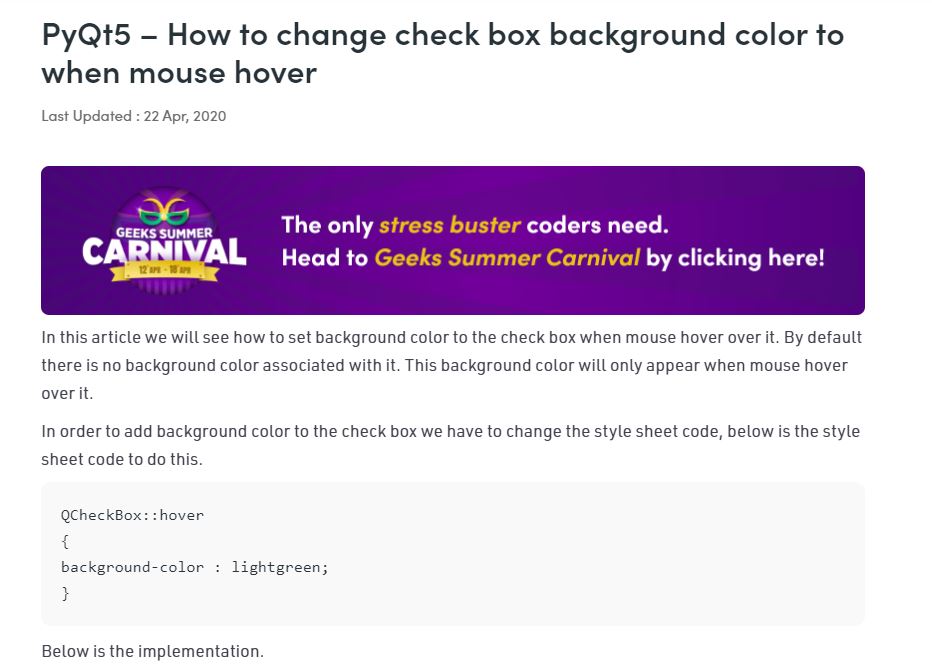 PyQt5 – How to change check box background color to
when mouse hover
Last Updated : 22 Apr, 2020
GEEKS SUMMER
CARNIVAL
12 APR - 18 APR
The only stress buster coders need.
Head to Geeks Summer Carnival by clicking here!
In this article we will see how to set background color to the check box when mouse hover over it. By default
there is no background color associated with it. This background color will only appear when mouse hover
over it.
In order to add background color to the check box we have to change the style sheet code, below is the style
sheet code to do this.
QCheckBox::hover
{
background-color : lightgreen;
}
Below is the implementation.